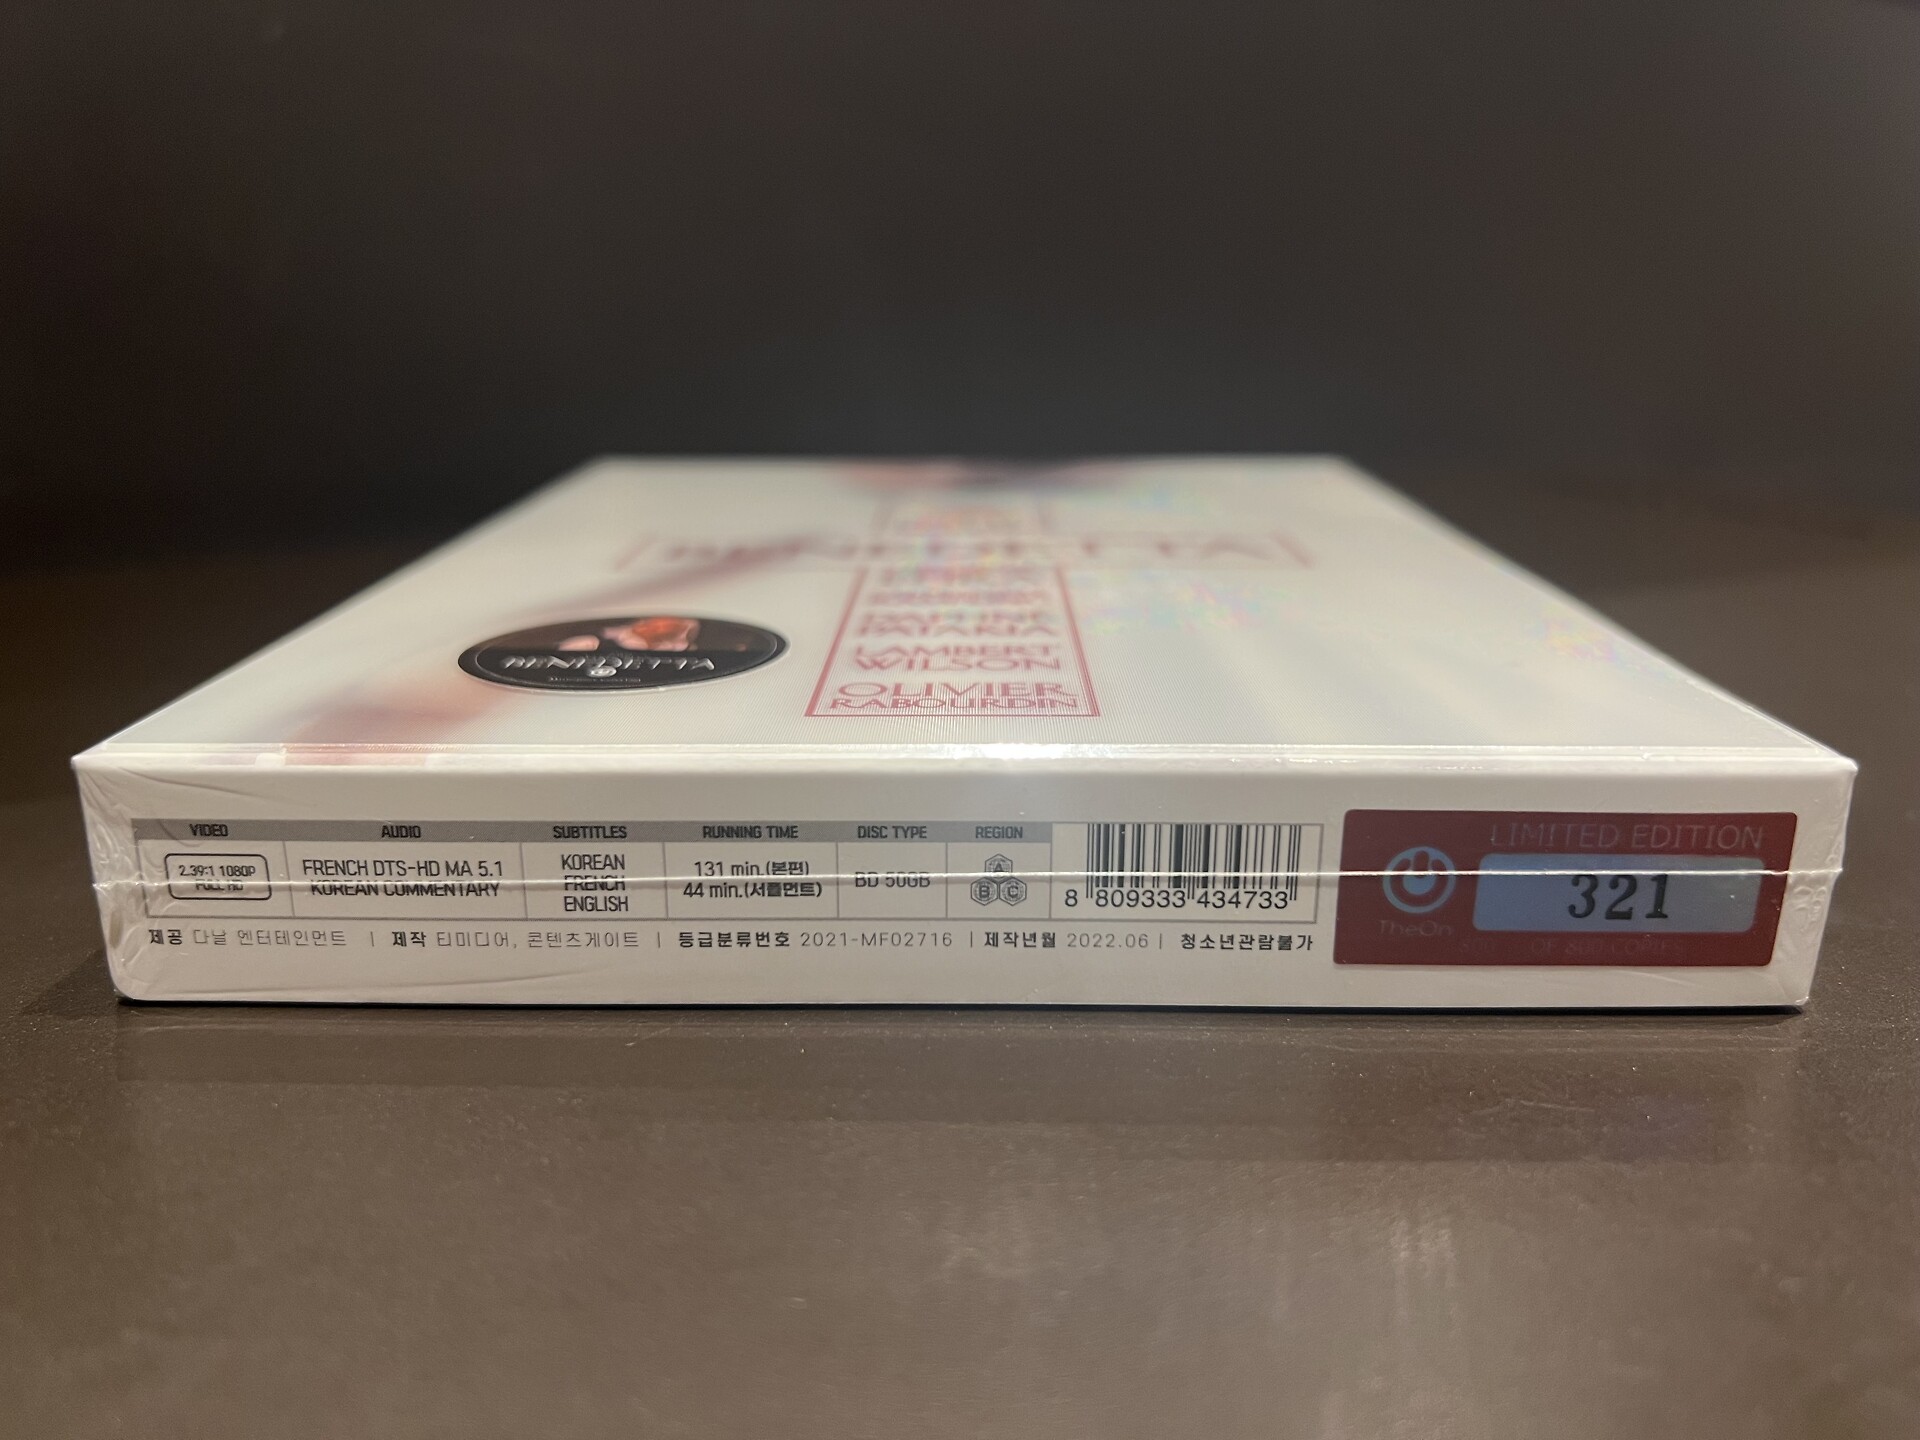 BENEDETTA
DAPHNE
PATAKIA
LAMBERT
WILSON
OLIVIER
RABOURDIN
BENEDETTA
VIDEO AUDIO SUBTITLES RUNNING TIME DISC TYPE REGION
2.39:1 1080P
FULL HD
FRENCH DTS-HD MA 5.1
KOREAN COMMENTARY
KOREAN
FRENCH
ENGLISH
131 min.(본편)
44 min.(서플먼트)
BD 50GB
A
B C
8 809333 434733
제공 다날 엔터테인먼트 | 제작 티미디어, 콘텐츠게이트 | 등급분류번호 2021-MF02716 | 제작년월 2022.06 | 청소년관람불가
LIMITED EDITION
321
TheOn
OF 800 COPIES